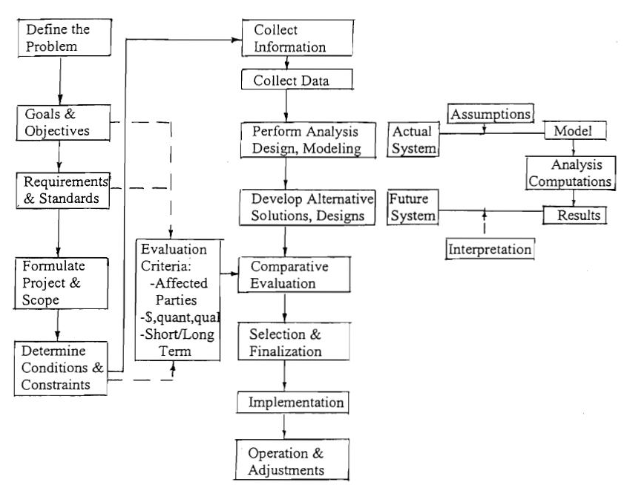 Define the
Problem
Goals &
Objectives
Requirements
& Standards
Formulate
Project &
Scope
Determine
Conditions &
Constraints
Evaluation
Criteria:
-Affected
Parties
-$,quant,qual
-Short/Long
Term
Collect
Information
Collect Data
Perform Analysis
Design, Modeling
Develop Alternative
Solutions, Designs
Comparative
Evaluation
Selection &
Finalization
Implementation
Operation &
Adjustments
Assumptions
Actual
System
Model
Analysis
Computations
Future
System
Results
Interpretation